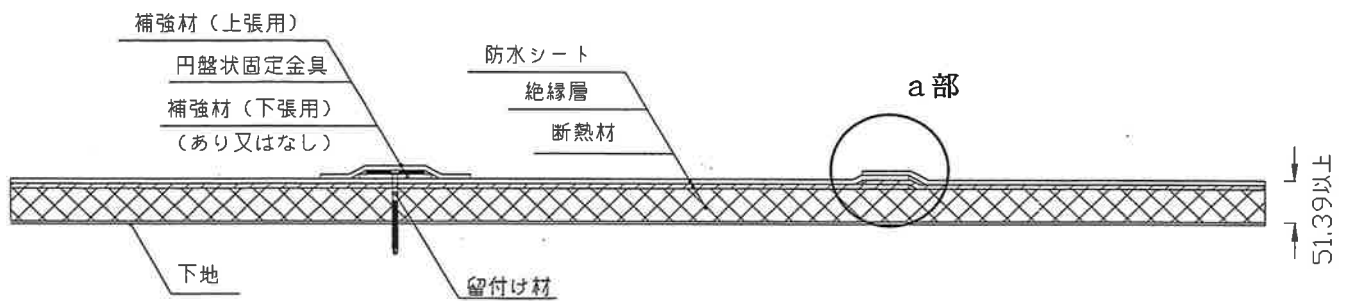 補強材（上張用）
円盤状固定金具
補強材（下張用）
（あり又はなし）
防水シート
絶縁層
断熱材
a部
51.39以上
下地
留付け材